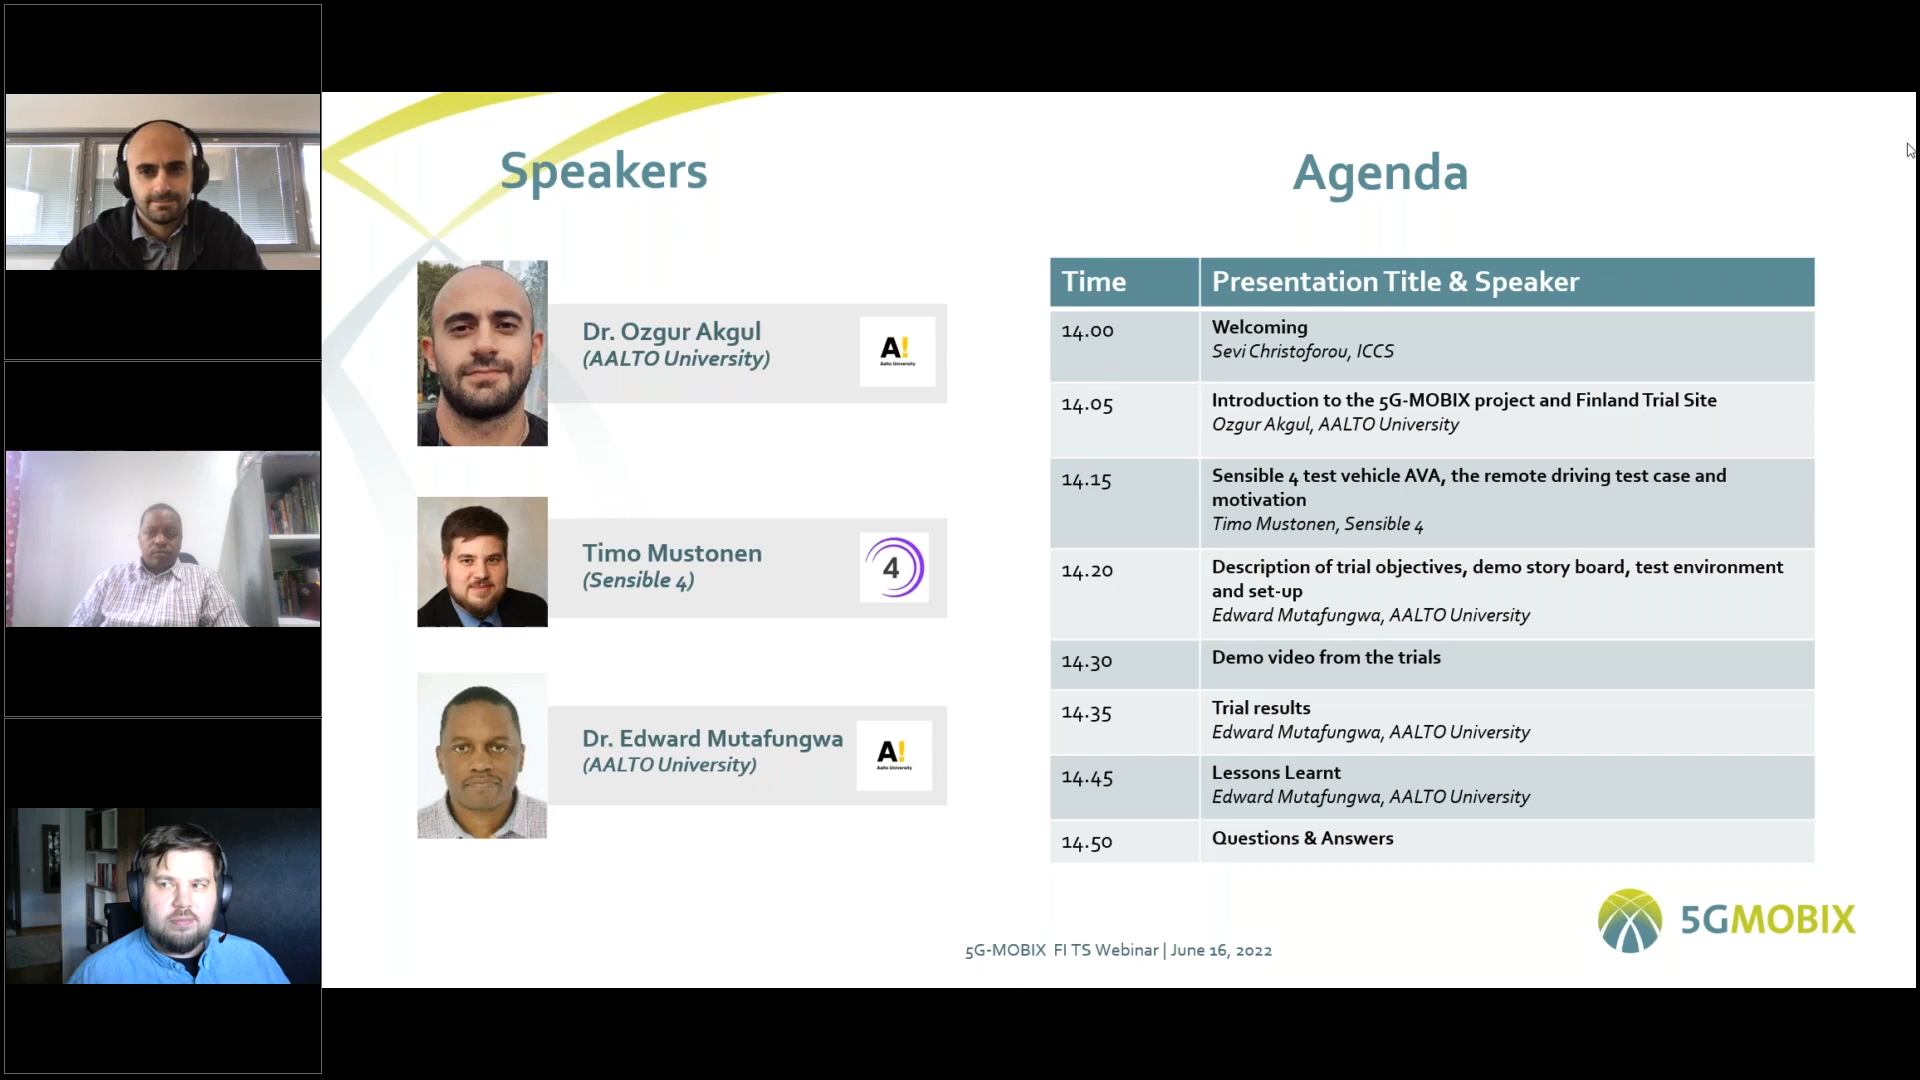 Speakers
Dr. Ozgur Akgul
(AALTO University)
A!
Aalto University
Timo Mustonen
(Sensible 4)
4
Dr. Edward Mutafungwa
(AALTO University)
A!
Aalto University
Agenda
Time
Presentation Title & Speaker
14.00
Welcoming
Sevi Christoforou, ICCS
14.05
Introduction to the 5G-MOBIX project and Finland Trial Site
Ozgur Akgul, AALTO University
14.15
Sensible 4 test vehicle AVA, the remote driving test case and
motivation
Timo Mustonen, Sensible 4
14.20
Description of trial objectives, demo story board, test environment
and set-up
Edward Mutafungwa, AALTO University
14.30
Demo video from the trials
14.35
Trial results
Edward Mutafungwa, AALTO University
14.45
Lessons Learnt
Edward Mutafungwa, AALTO University
14.50
Questions & Answers
5GMOBIX
5G-MOBIX FI TS Webinar | June 16, 2022